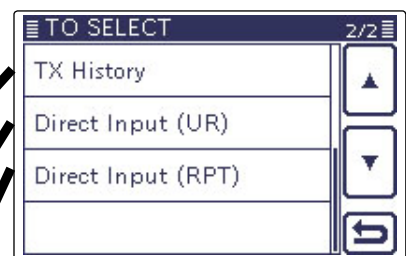 TO SELECT 2/2
TX History
Direct Input (UR)
Direct Input (RPT)